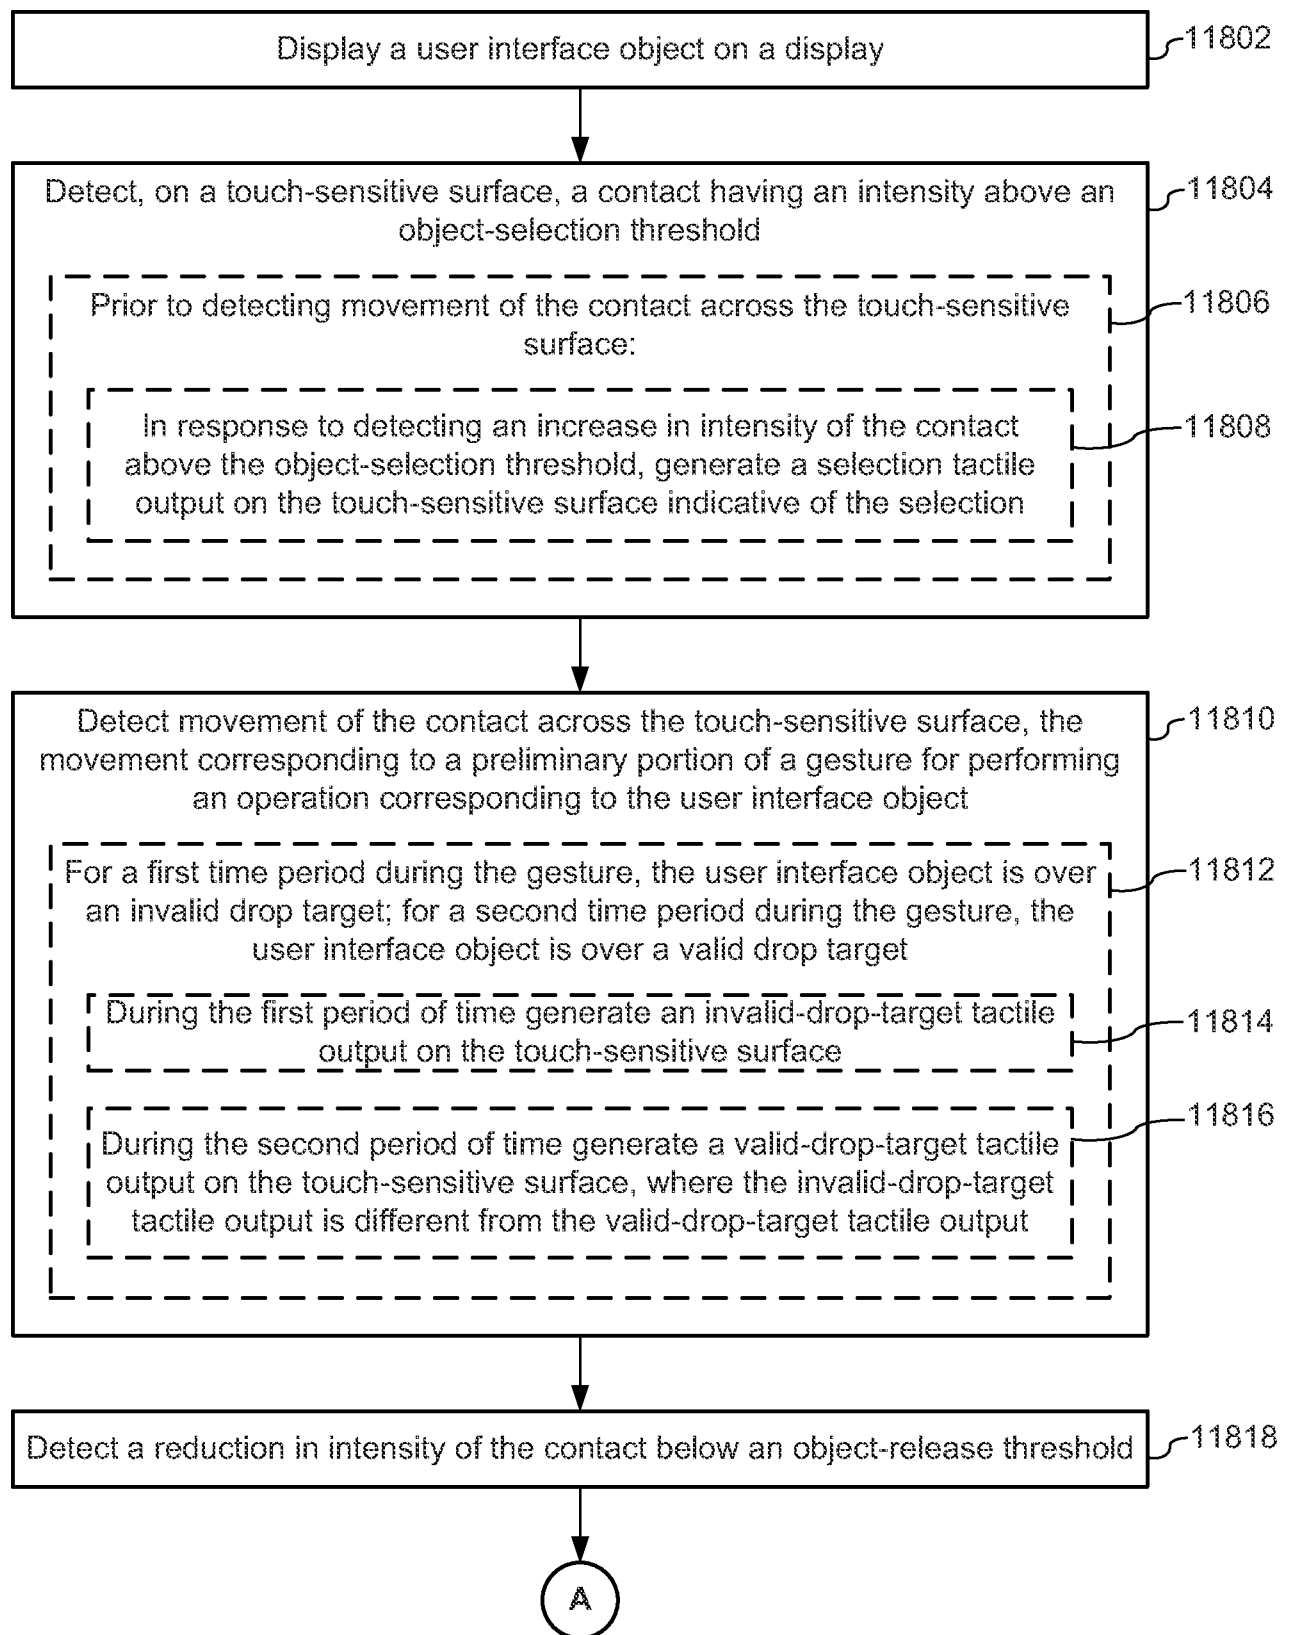 Display a user interface object on a display
11802
Detect, on a touch-sensitive surface, a contact having an intensity above an
object-selection threshold
11804
Prior to detecting movement of the contact across the touch-sensitive
surface:
11806
In response to detecting an increase in intensity of the contact
above the object-selection threshold, generate a selection tactile
output on the touch-sensitive surface indicative of the selection
11808
Detect movement of the contact across the touch-sensitive surface, the
movement corresponding to a preliminary portion of a gesture for performing
an operation corresponding to the user interface object
11810
For a first time period during the gesture, the user interface object is over
an invalid drop target; for a second time period during the gesture, the
user interface object is over a valid drop target
11812
During the first period of time generate an invalid-drop-target tactile
output on the touch-sensitive surface
11814
During the second period of time generate a valid-drop-target tactile
output on the touch-sensitive surface, where the invalid-drop-target
tactile output is different from the valid-drop-target tactile output
11816
Detect a reduction in intensity of the contact below an object-release threshold
11818
A